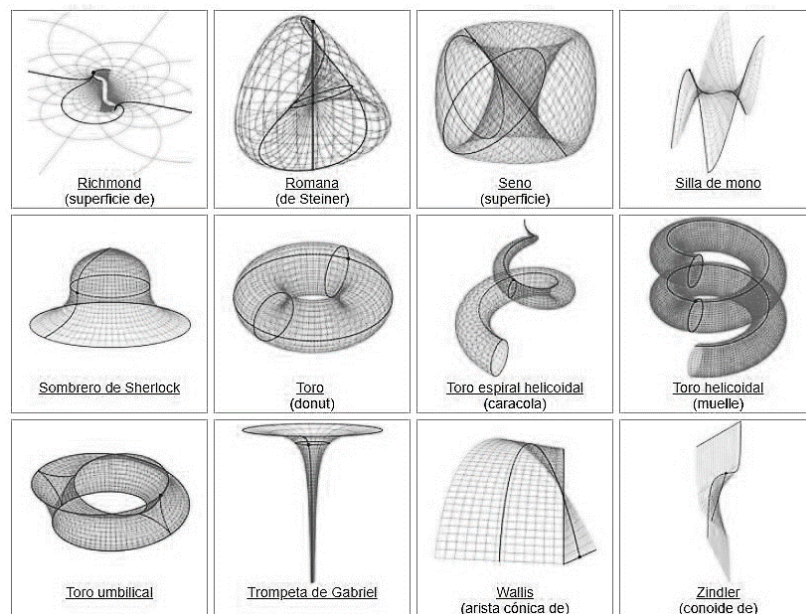 Richmond
(superficie de)
Romana
(de Steiner)
Seno
(superficie)
Silla de mono
Sombrero de Sherlock
Toro
(donut)
Toro espiral helicoidal
(caracola)
Toro helicoidal
(muelle)
Toro umbilical
Trompeta de Gabriel
Wallis
(arista cónica de)
Zindler
(conoide de)